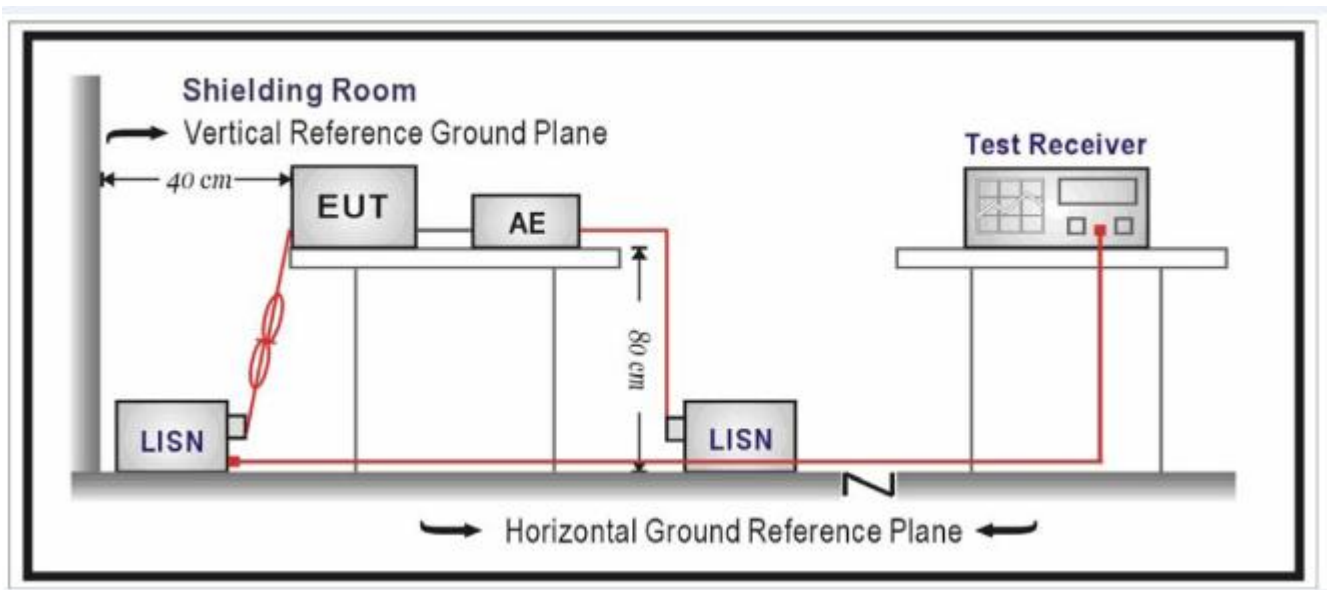 Shielding Room
Vertical Reference Ground Plane
Test Receiver
40 cm
EUT
AE
80 cm
LISN
LISN
Horizontal Ground Reference Plane